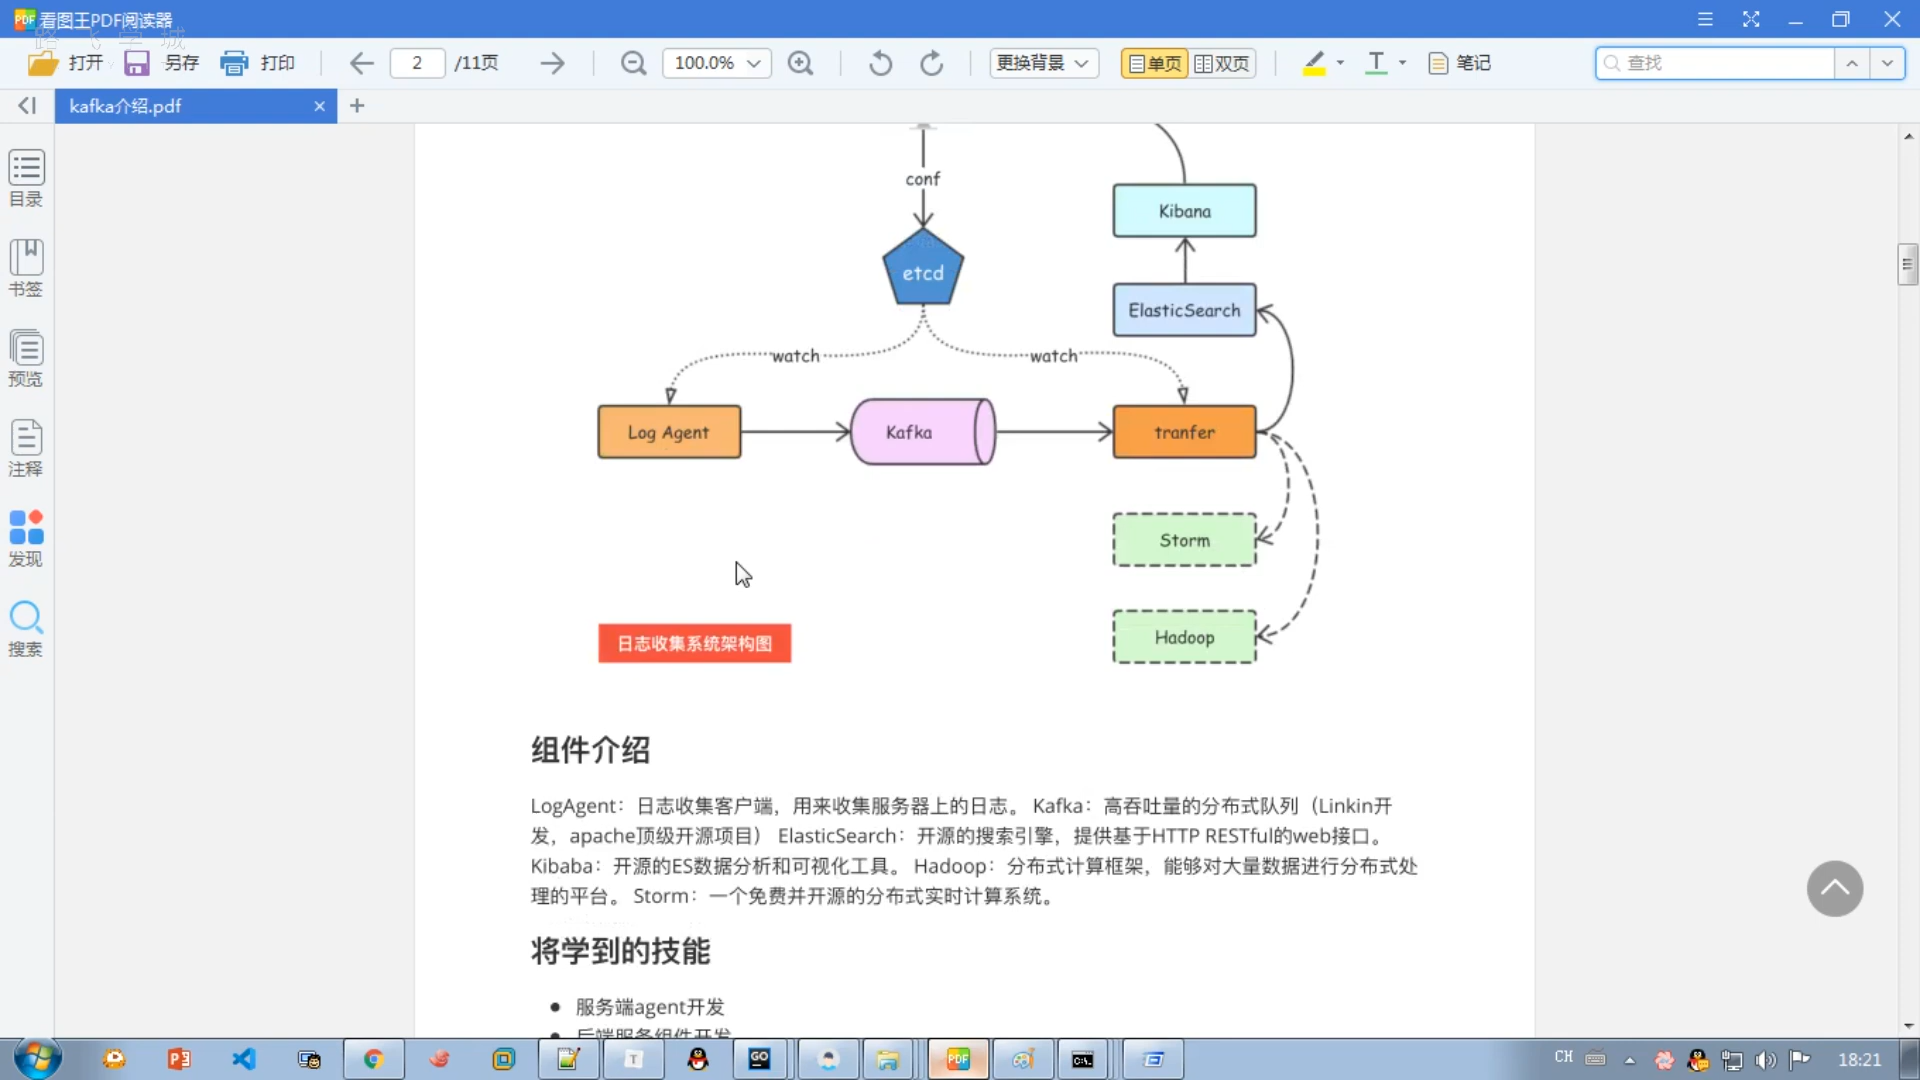 看图王PDF阅读器
路飞学城
打开
另存
打印
2
/11页
100.0%
更换背景
单页
双页
笔记
查找
kafka介绍.pdf
目录
书签
预览
注释
发现
搜索
conf
etcd
Kibana
ElasticSearch
watch
watch
Log Agent
Kafka
tranfer
Storm
Hadoop
日志收集系统架构图
组件介绍
LogAgent：日志收集客户端，用来收集服务器上的日志。 Kafka：高吞吐量的分布式队列（Linkin开
发，apache顶级开源项目） ElasticSearch：开源的搜索引擎，提供基于HTTP RESTful的web接口。
Kibaba：开源的ES数据分析和可视化工具。 Hadoop：分布式计算框架，能够对大量数据进行分布式处
理的平台。 Storm：一个免费并开源的分布式实时计算系统。
将学到的技能
服务端agent开发
后端服务组件开发
CH
18:21